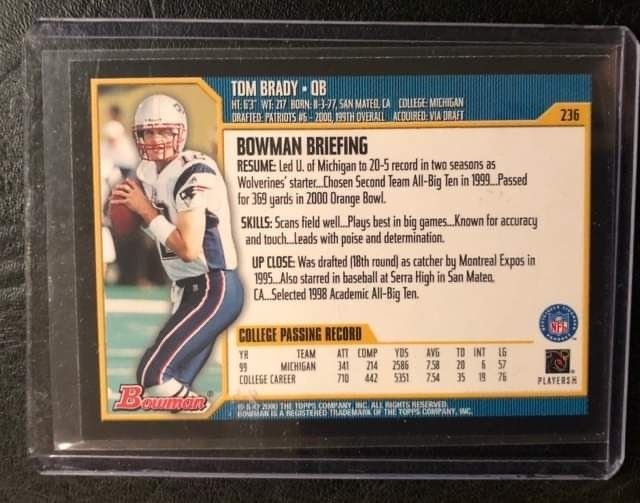 TOM BRADY • QB
HT: 6'3" WT: 217 BORN: 8-3-77, SAN MATEO, CA COLLEGE: MICHIGAN
DRAFTED: PATRIOTS #6 - 2000, 199TH OVERALL ACQUIRED: VIA DRAFT
236
BOWMAN BRIEFING
RESUME: Led U. of Michigan to 20-5 record in two seasons as
Wolverines' starter...Chosen Second Team All-Big Ten in 1999...Passed
for 369 yards in 2000 Orange Bowl.
SKILLS: Scans field well...Plays best in big games...Known for accuracy
and touch...Leads with poise and determination.
UP CLOSE: Was drafted (18th round) as catcher by Montreal Expos in
1995...Also starred in baseball at Serra High in San Mateo,
CA...Selected 1998 Academic All-Big Ten.
COLLEGE PASSING RECORD
YR TEAM ATT COMP YDS AVG TD INT LG
99 MICHIGAN 341 214 2586 7.58 20 6 57
COLLEGE CAREER 710 442 5351 7.54 35 19 76
NFL
PLAYERS INC
Bowman
® & © 2000 THE TOPPS COMPANY, INC. ALL RIGHTS RESERVED.
BOWMAN IS A REGISTERED TRADEMARK OF THE TOPPS COMPANY, INC.